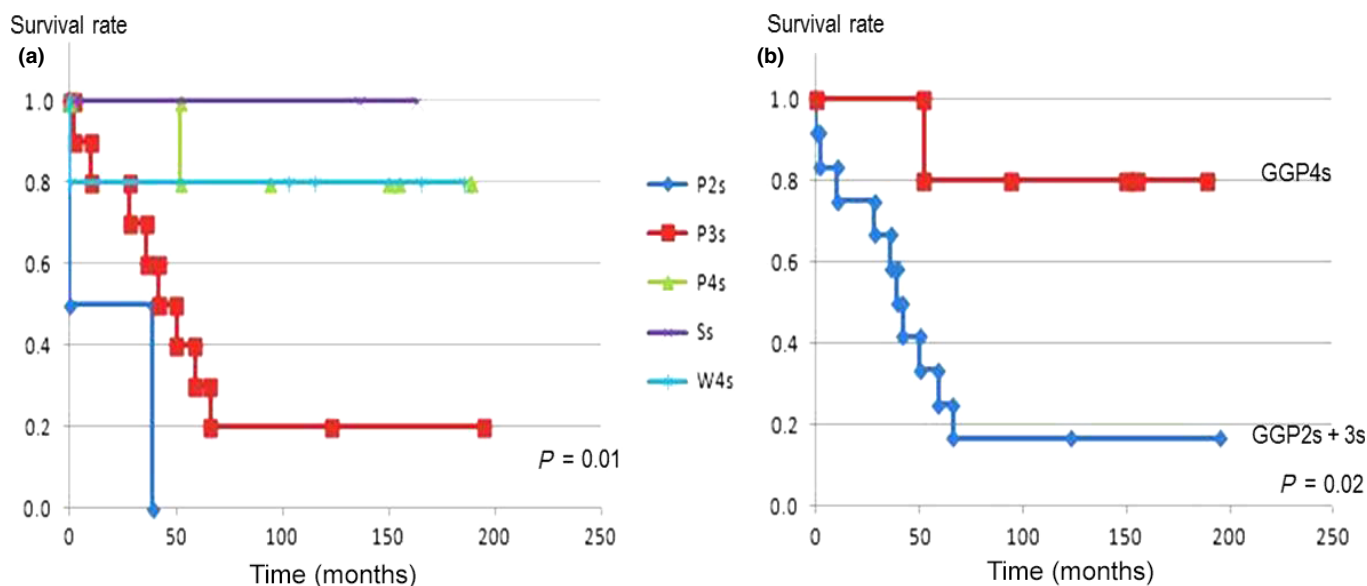 Survival rate
(a)
1.0
0.8
0.6
0.4
0.2
0.0
0 50 100 150 200 250
Time (months)
P = 0.01
P2s
P3s
P4s
Ss
W4s
Survival rate
(b)
1.0
0.8
0.6
0.4
0.2
0.0
0 50 100 150 200 250
Time (months)
GGP4s
GGP2s + 3s
P = 0.02